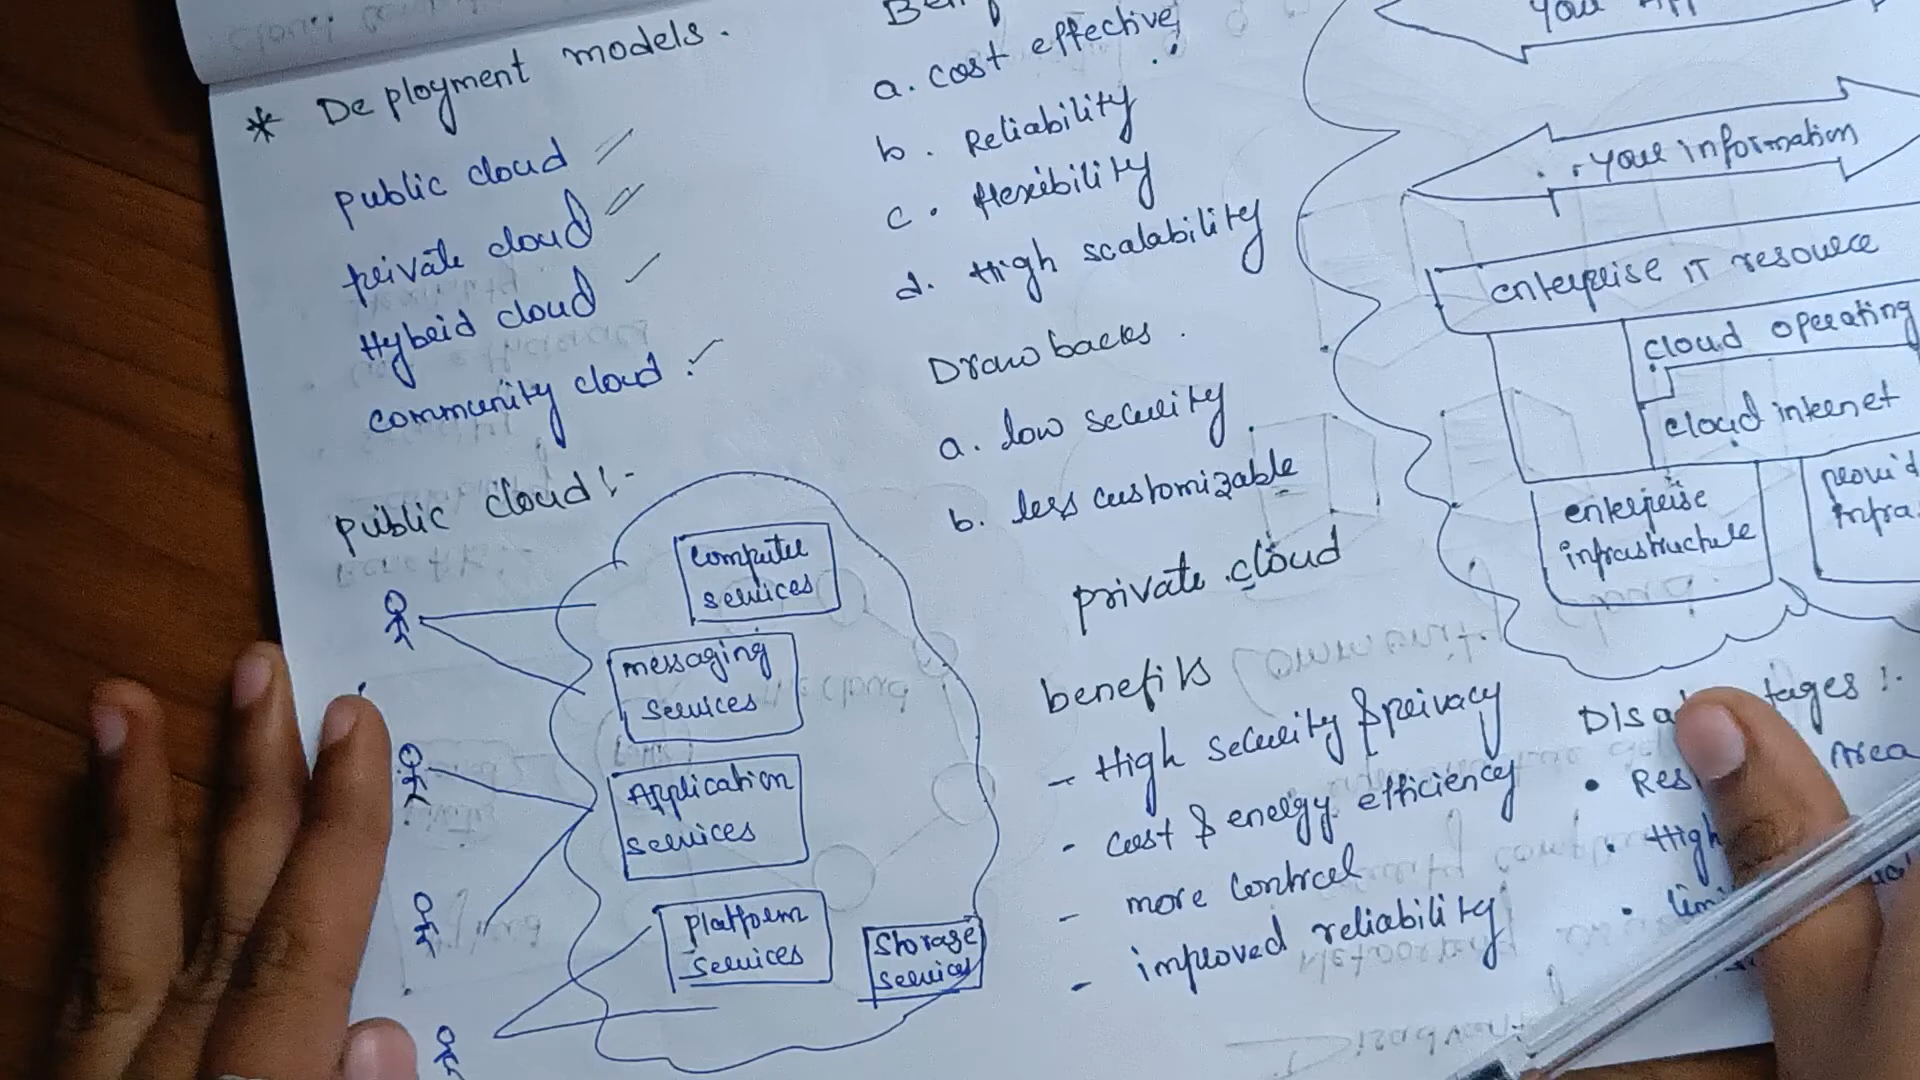 * Deployment models.
public cloud
private cloud
Hybrid cloud
community cloud.
public cloud :-
Computer
services
messaging
services
Application
services
Platform
services
Storage
services
a. cost effective
b. Reliability
c. flexibility
d. High scalability
Drawbacks.
a. low security
b. less customizable
private cloud
benefits
- High security & privacy
- cost & energy efficiency
- more control
- improved reliability
your information
enterprise IT resource
cloud operating
cloud internet
enterprise
infrastructure
• High